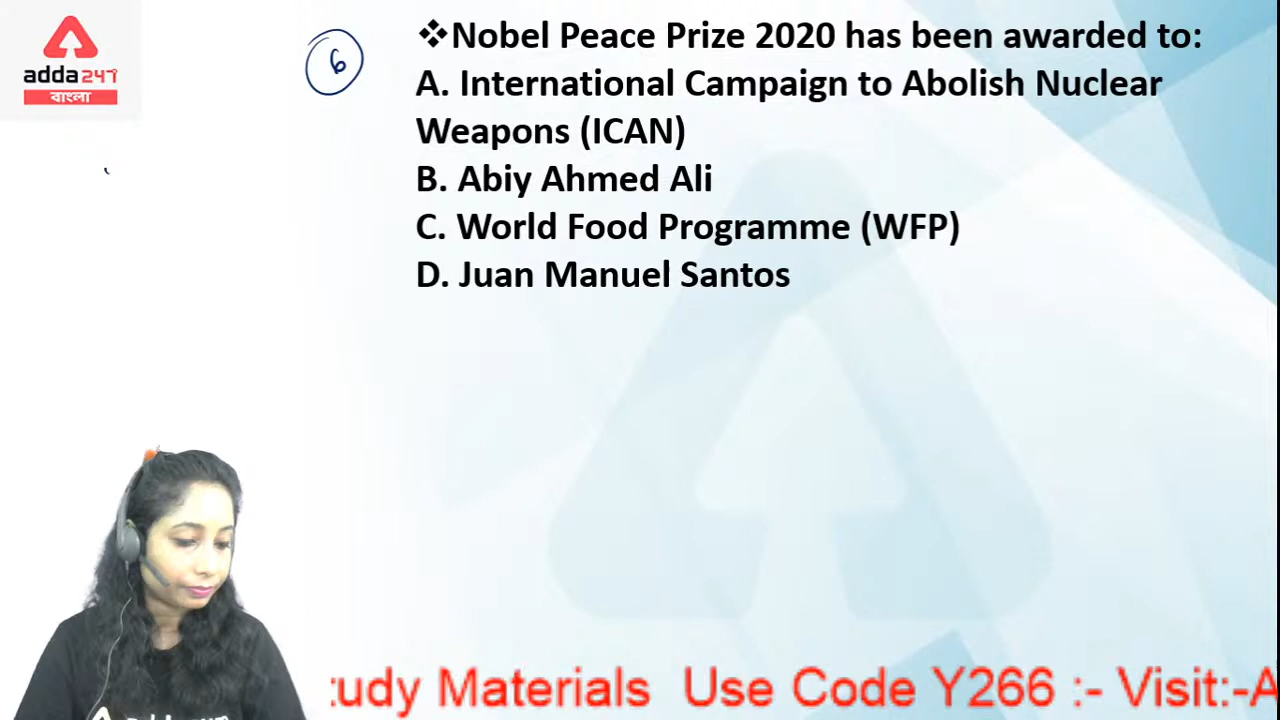 adda247
বাংলা
6
❖Nobel Peace Prize 2020 has been awarded to:
A. International Campaign to Abolish Nuclear
Weapons (ICAN)
B. Abiy Ahmed Ali
C. World Food Programme (WFP)
D. Juan Manuel Santos
tudy Materials Use Code Y266 :- Visit:-A